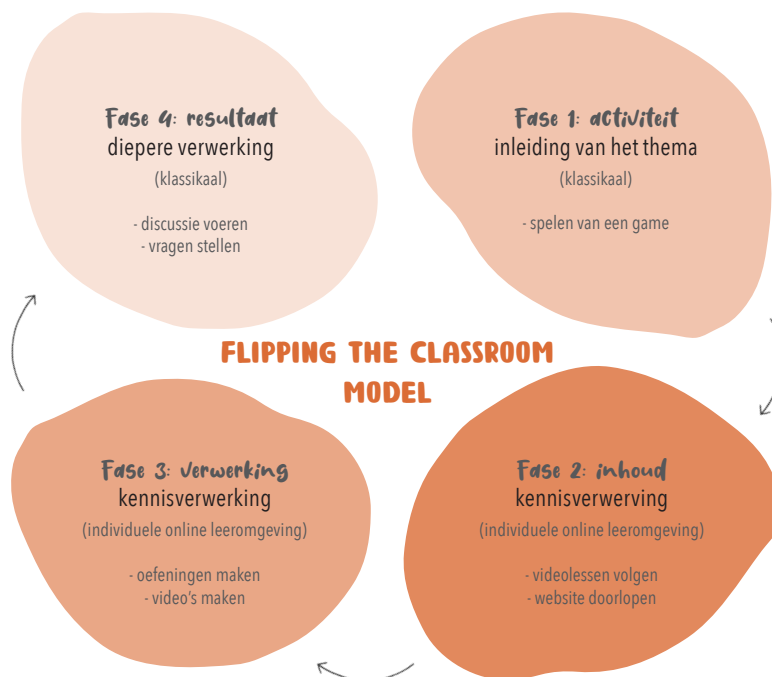 Fase 4: resultaat
diepere verwerking
(klassikaal)
- discussie voeren
- vragen stellen
Fase 1: activiteit
inleiding van het thema
(klassikaal)
- spelen van een game
FLIPPING THE CLASSROOM
MODEL
Fase 3: verwerking
kennisverwerking
(individuele online leeromgeving)
- oefeningen maken
- video's maken
Fase 2: inhoud
kennisverwerving
(individuele online leeromgeving)
- videolessen volgen
- website doorlopen